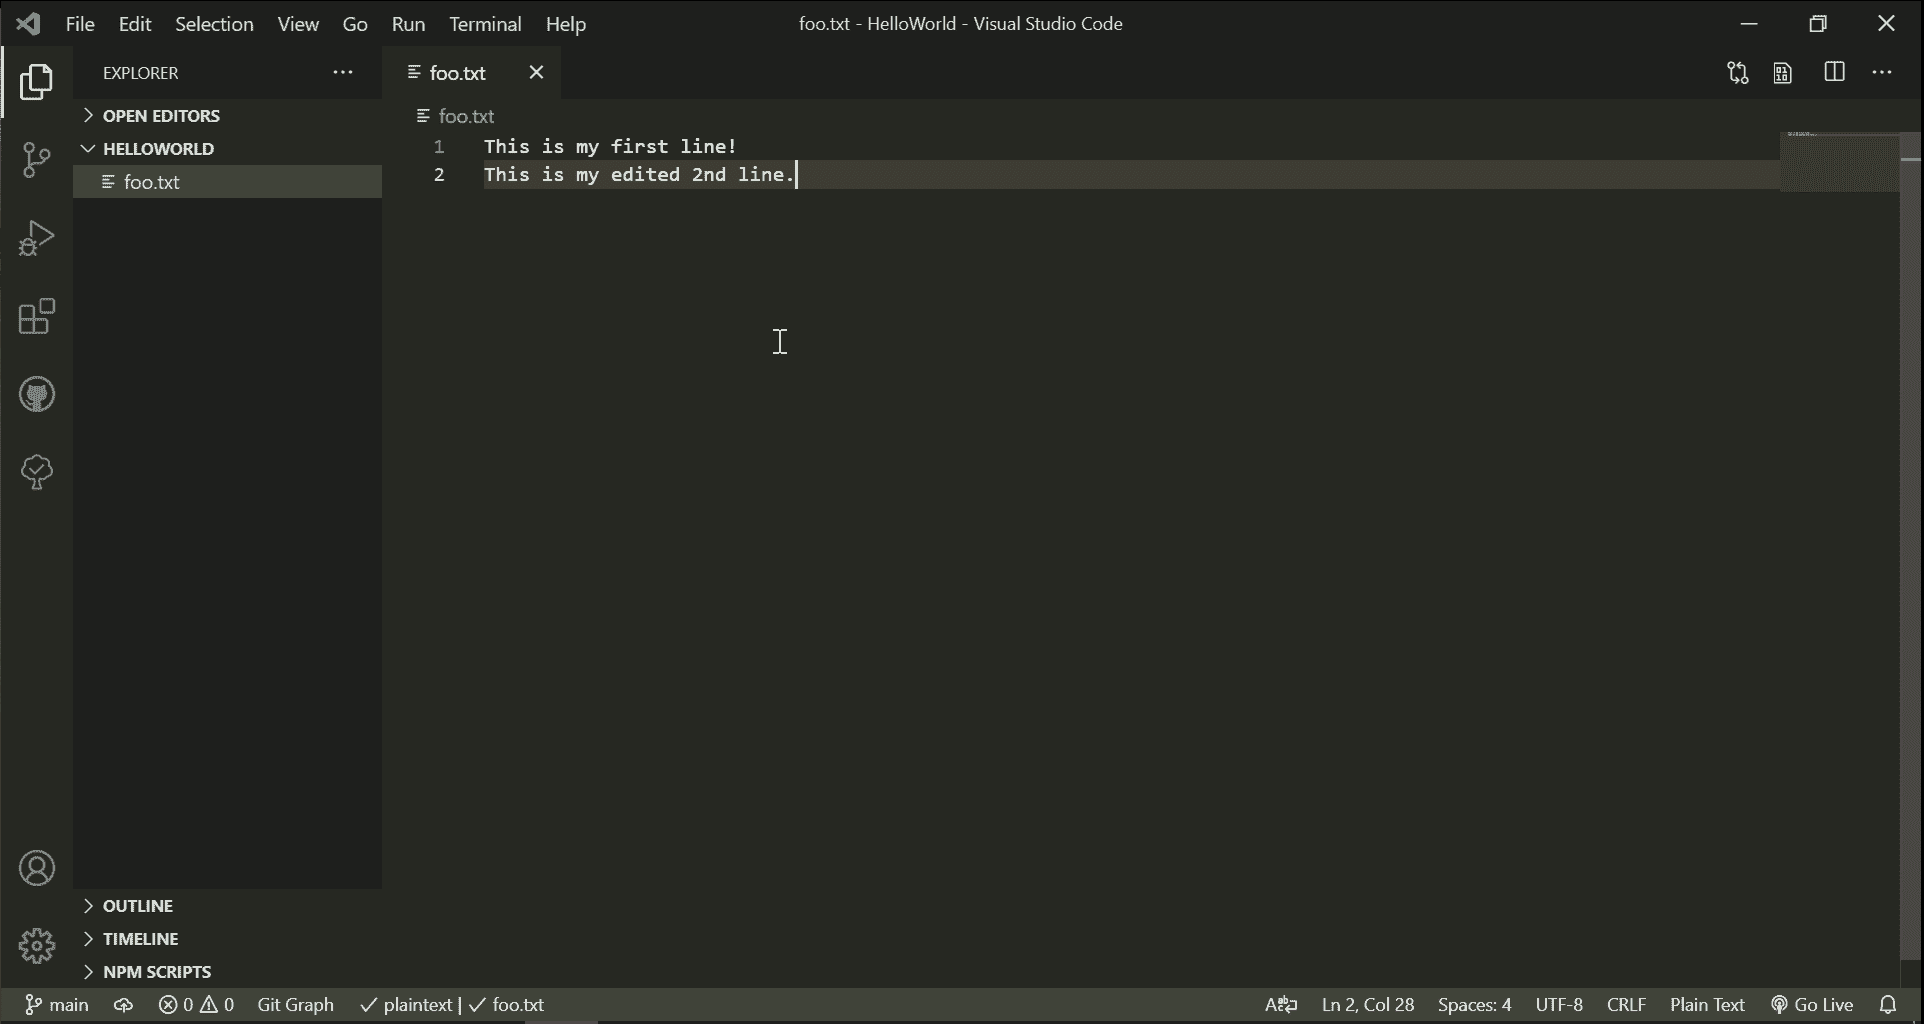 File Edit Selection View Go Run Terminal Help
foo.txt - HelloWorld - Visual Studio Code
EXPLORER
OPEN EDITORS
HELLOWORLD
foo.txt
OUTLINE
TIMELINE
NPM SCRIPTS
foo.txt
foo.txt
1 This is my first line!
2 This is my edited 2nd line.
main 0 0 Git Graph plaintext | foo.txt Ln 2, Col 28 Spaces: 4 UTF-8 CRLF Plain Text Go Live